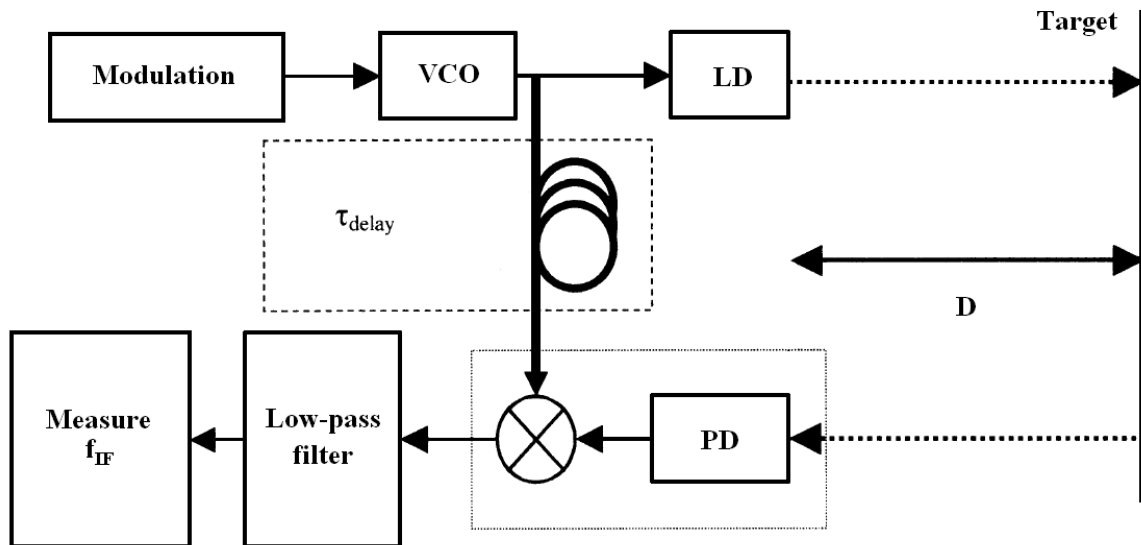 Target
Modulation
VCO
LD
τdelay
D
Measure
fIF
Low-pass
filter
PD